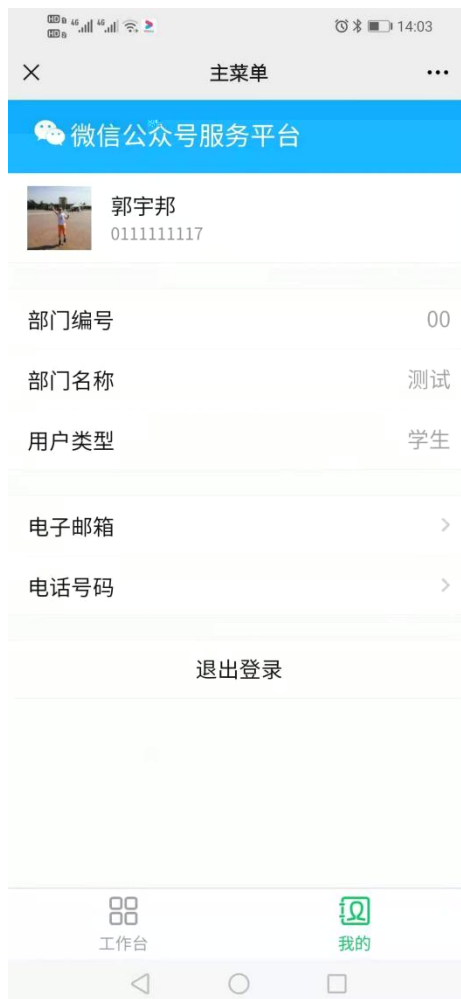 14:03
主菜单
微信公众号服务平台
郭宇邦
0111111117
部门编号 00
部门名称 测试
用户类型 学生
电子邮箱
电话号码
退出登录
工作台 我的